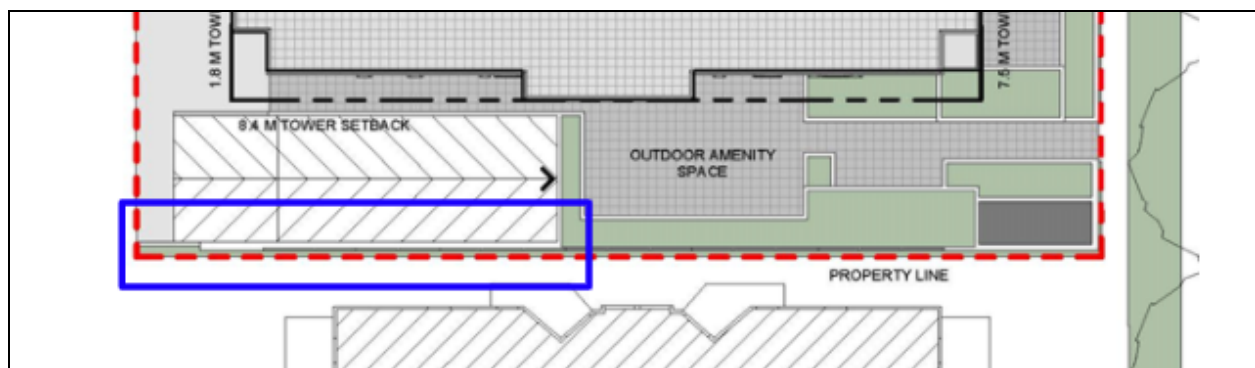 1.8 M TOW
7.5 M TOW
8.4 M TOWER SETBACK
OUTDOOR AMENITY
SPACE
PROPERTY LINE